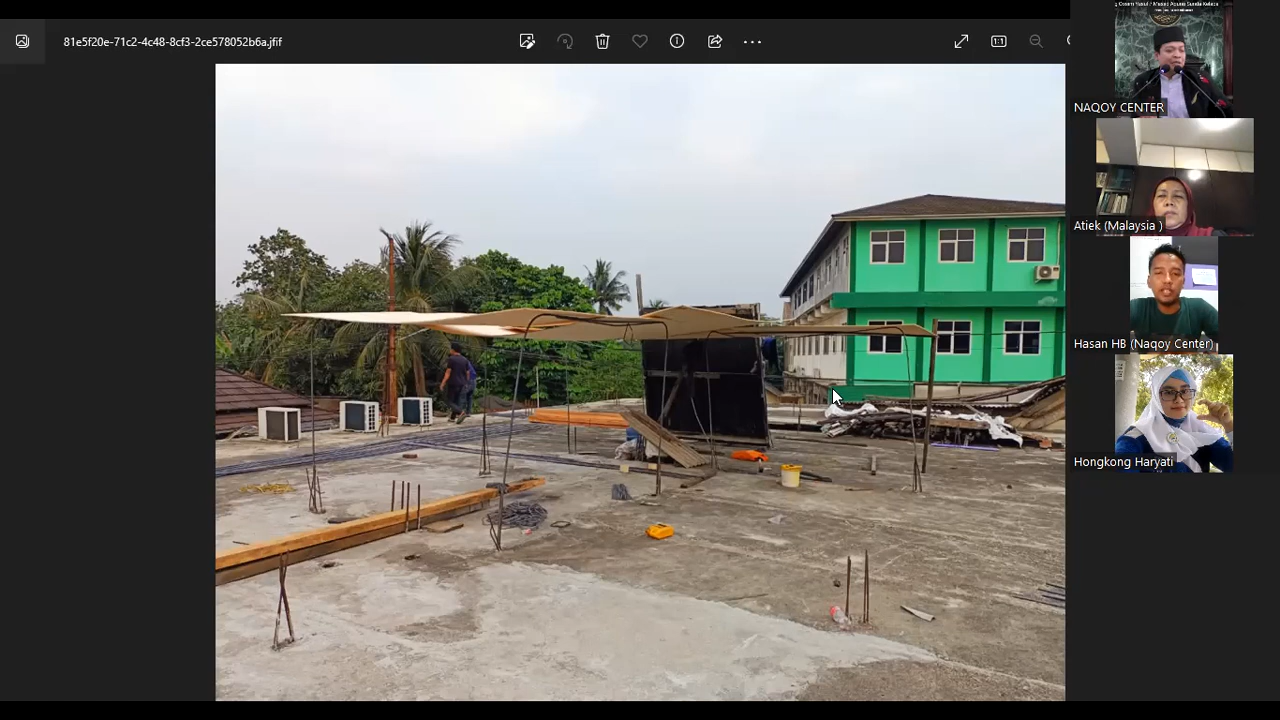 81e5f20e-71c2-4c48-8cf3-2ce578052b6a.jfif
NAQOY CENTER
Atiek (Malaysia )
Hasan HB (Naqoy Center)
Hongkong Haryati